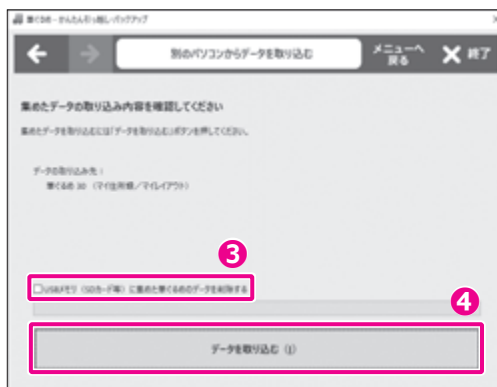 筆ぐるめ - かんたん引っ越し・バックアップ
別のパソコンからデータを取り込む
メニューへ
戻る
終了
集めたデータの取り込み内容を確認してください
集めたデータを取り込むには「データを取り込む」ボタンを押してください。
データの取り込み先：
筆ぐるめ 30 （マイ住所録／マイレイアウト）
3
USBメモリ（SDカード等）に集めた筆ぐるめのデータを削除する
4
データを取り込む（I）